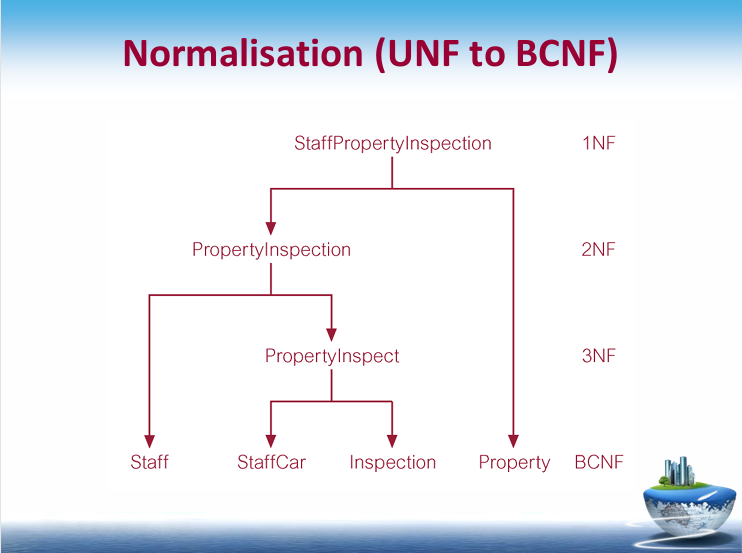 Normalisation (UNF to BCNF)
StaffPropertyInspection 1NF
PropertyInspection 2NF
PropertyInspect 3NF
Staff StaffCar Inspection Property BCNF